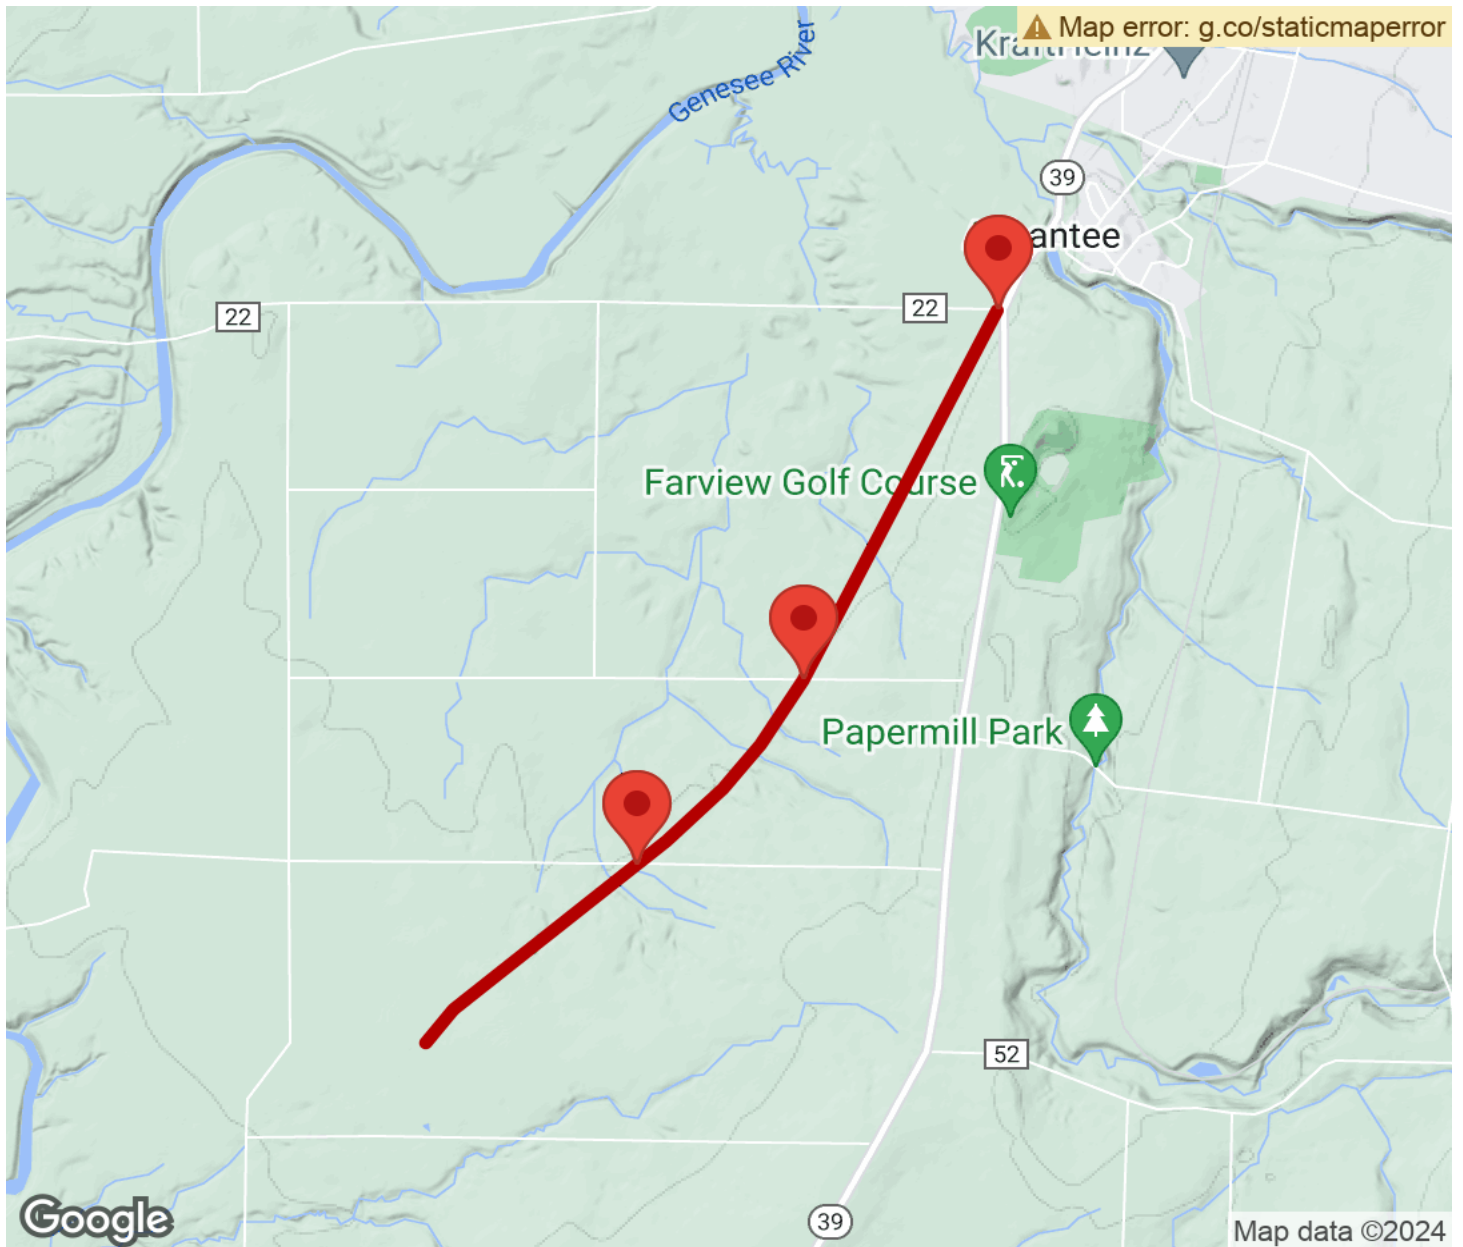 Map error: g.co/staticmaperror
Genesee River
39
antee
22
22
Farview Golf Course
Papermill Park
52
39
Google
Map data ©2024